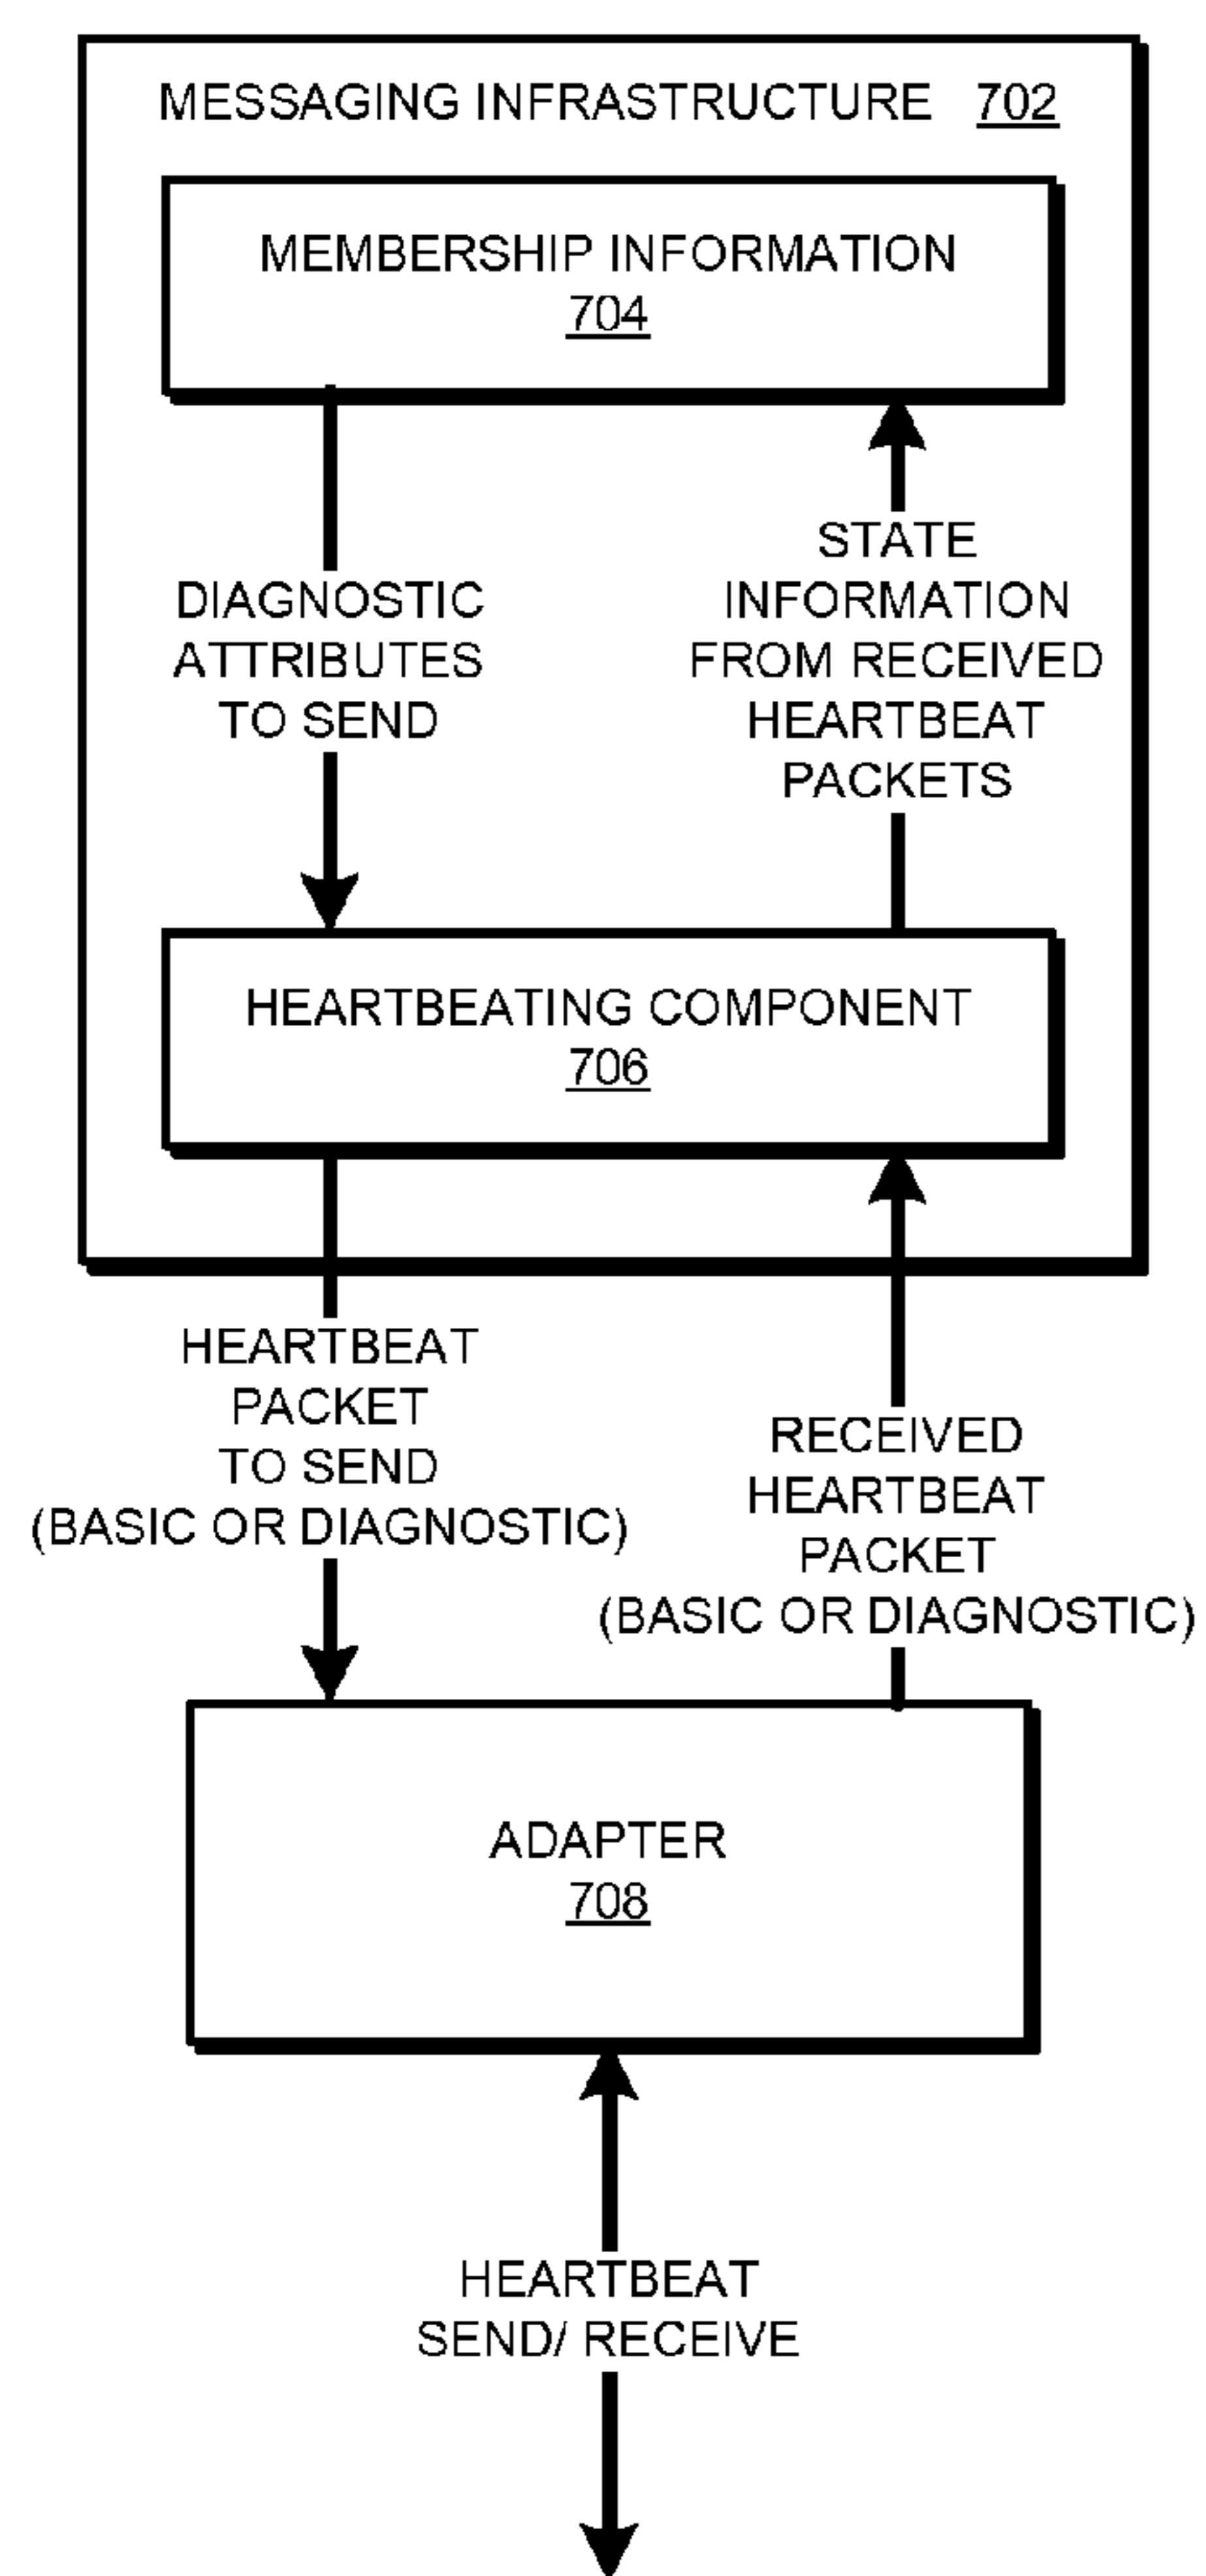 MESSAGING INFRASTRUCTURE 702
MEMBERSHIP INFORMATION
704
DIAGNOSTIC
ATTRIBUTES
TO SEND
STATE
INFORMATION
FROM RECEIVED
HEARTBEAT
PACKETS
HEARTBEATING COMPONENT
706
HEARTBEAT
PACKET
TO SEND
(BASIC OR DIAGNOSTIC)
RECEIVED
HEARTBEAT
PACKET
(BASIC OR DIAGNOSTIC)
ADAPTER
708
HEARTBEAT
SEND/ RECEIVE